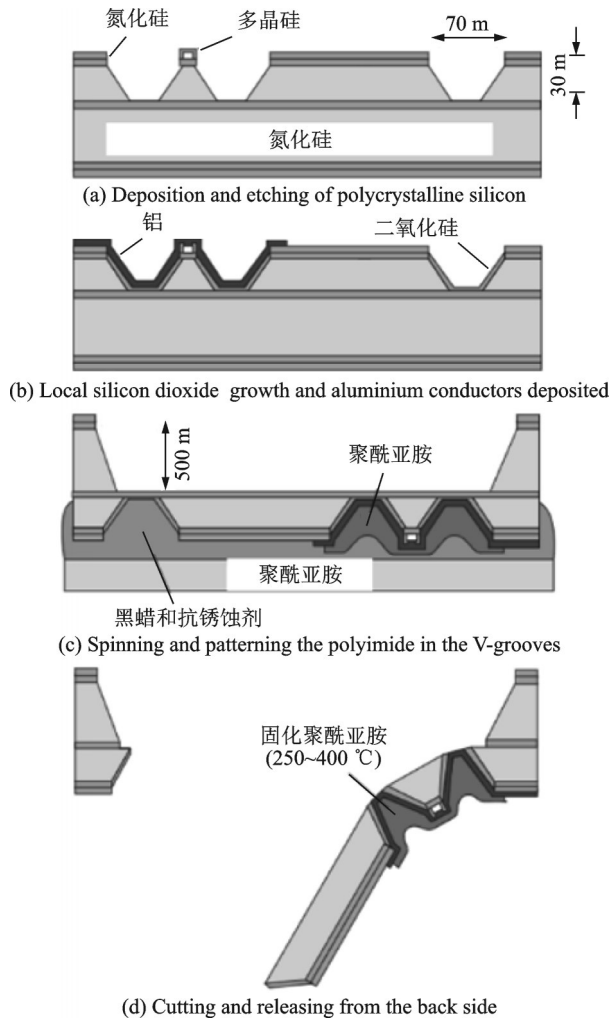 氮化硅
多晶硅
70 m
30 m
氮化硅
(a) Deposition and etching of polycrystalline silicon
铝
二氧化硅
(b) Local silicon dioxide growth and aluminium conductors deposited
500 m
聚酰亚胺
聚酰亚胺
黑蜡和抗锈蚀剂
(c) Spinning and patterning the polyimide in the V-grooves
固化聚酰亚胺
(250~400 ℃)
(d) Cutting and releasing from the back side